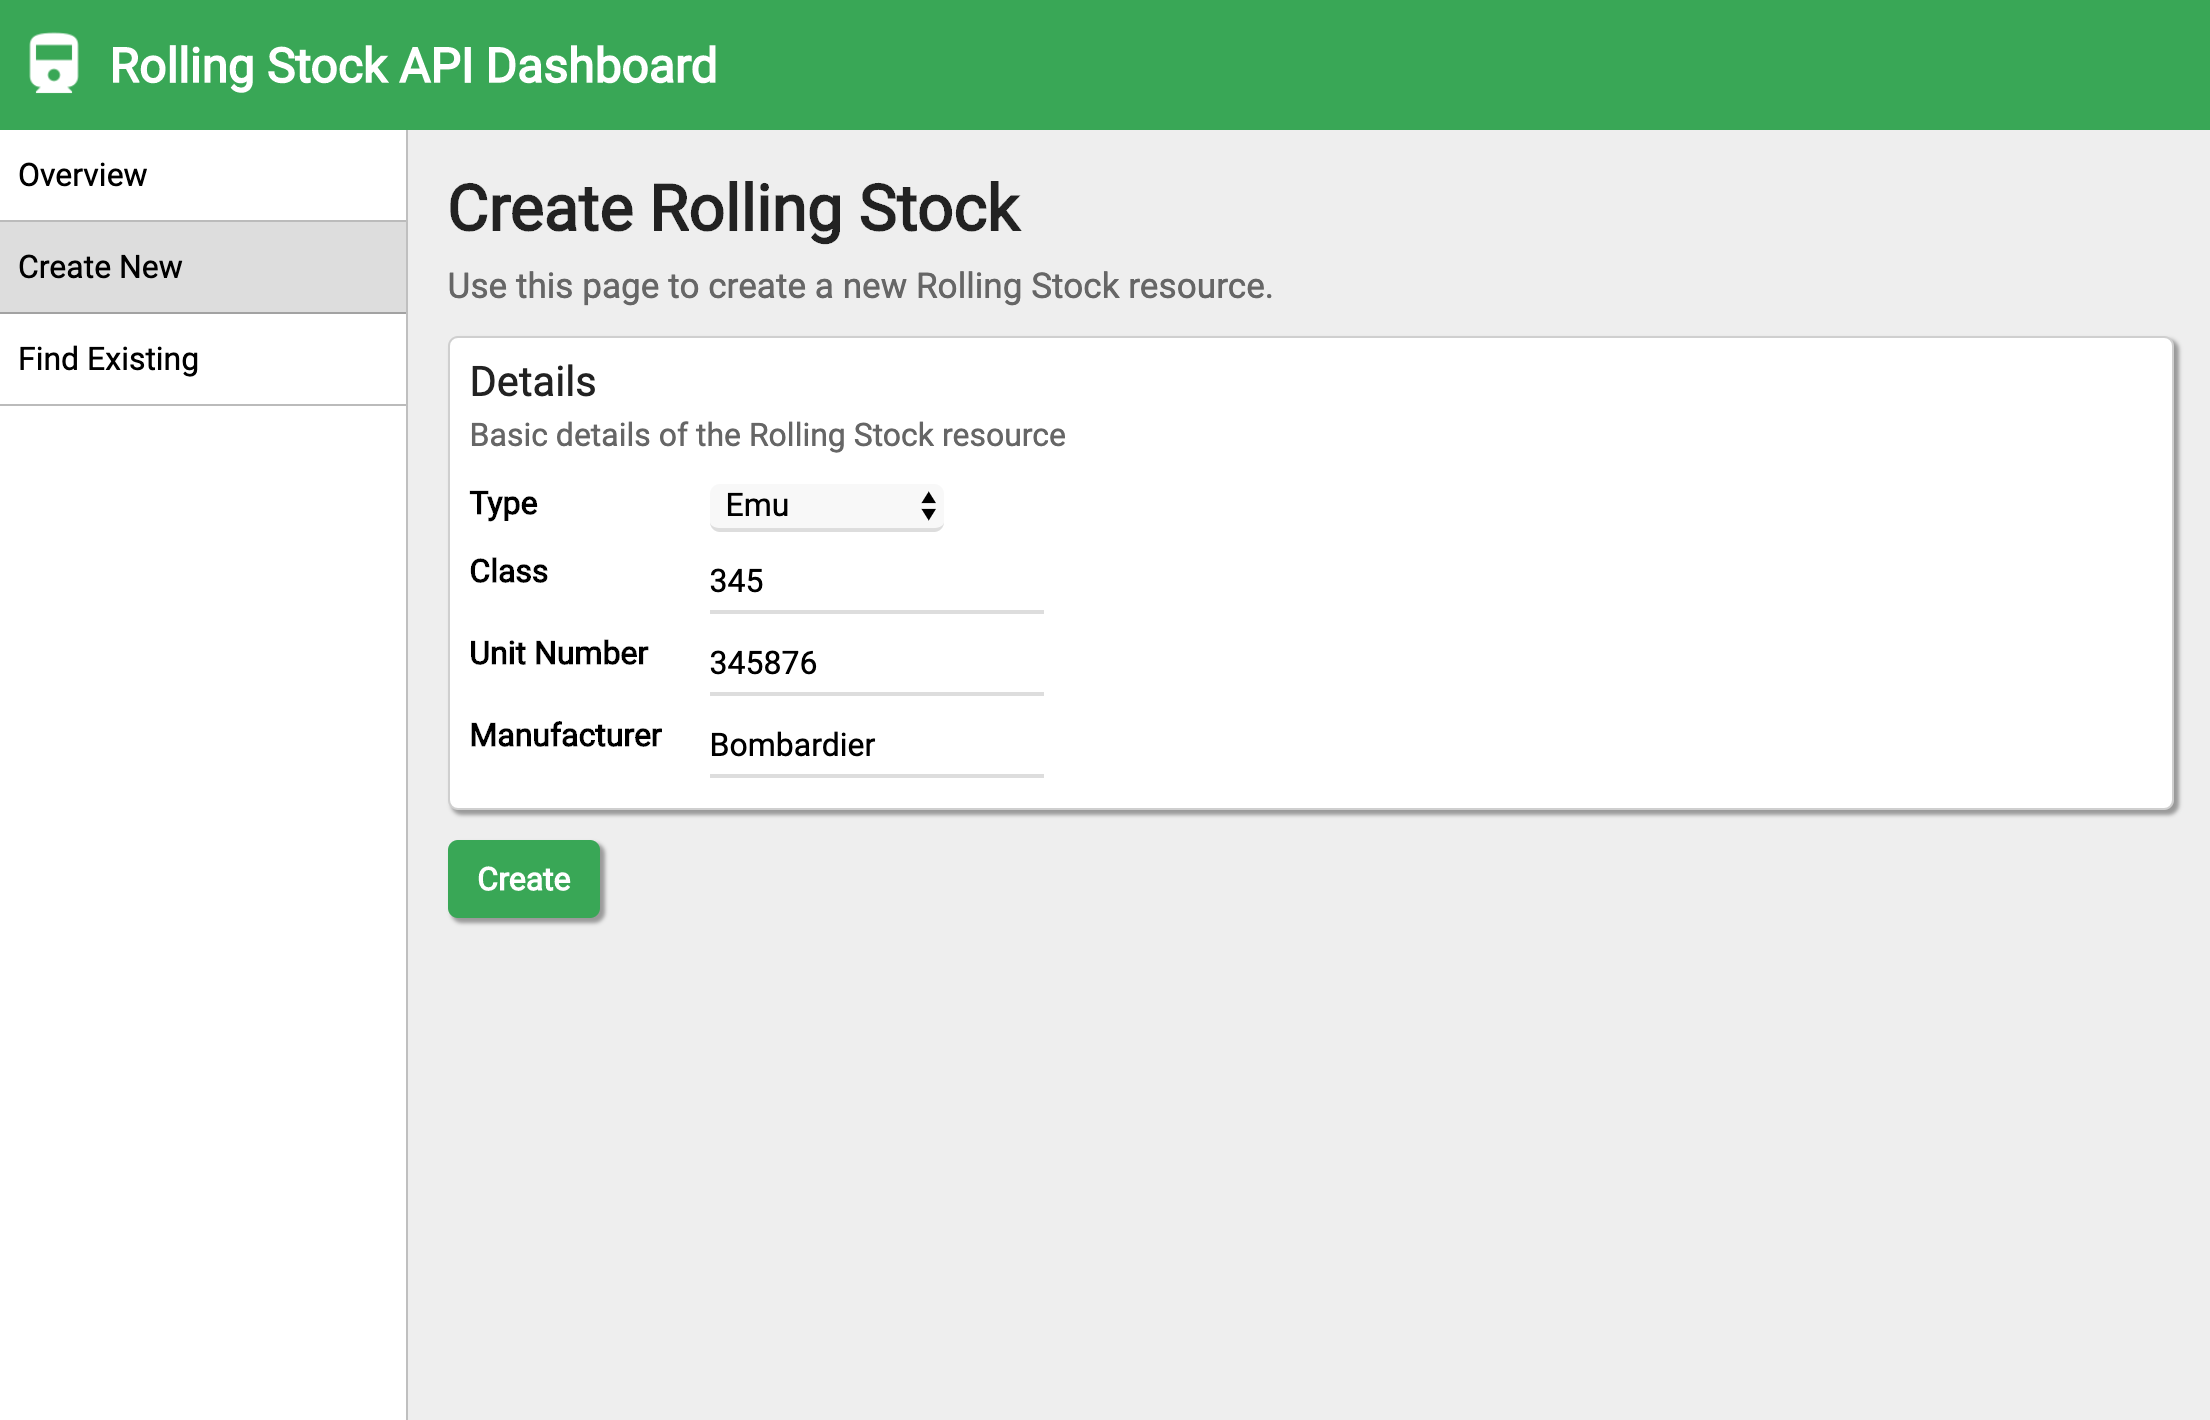 Rolling Stock API Dashboard
Overview
Create New
Find Existing
Create Rolling Stock
Use this page to create a new Rolling Stock resource.
Details
Basic details of the Rolling Stock resource
Type Emu
Class 345
Unit Number 345876
Manufacturer Bombardier
Create